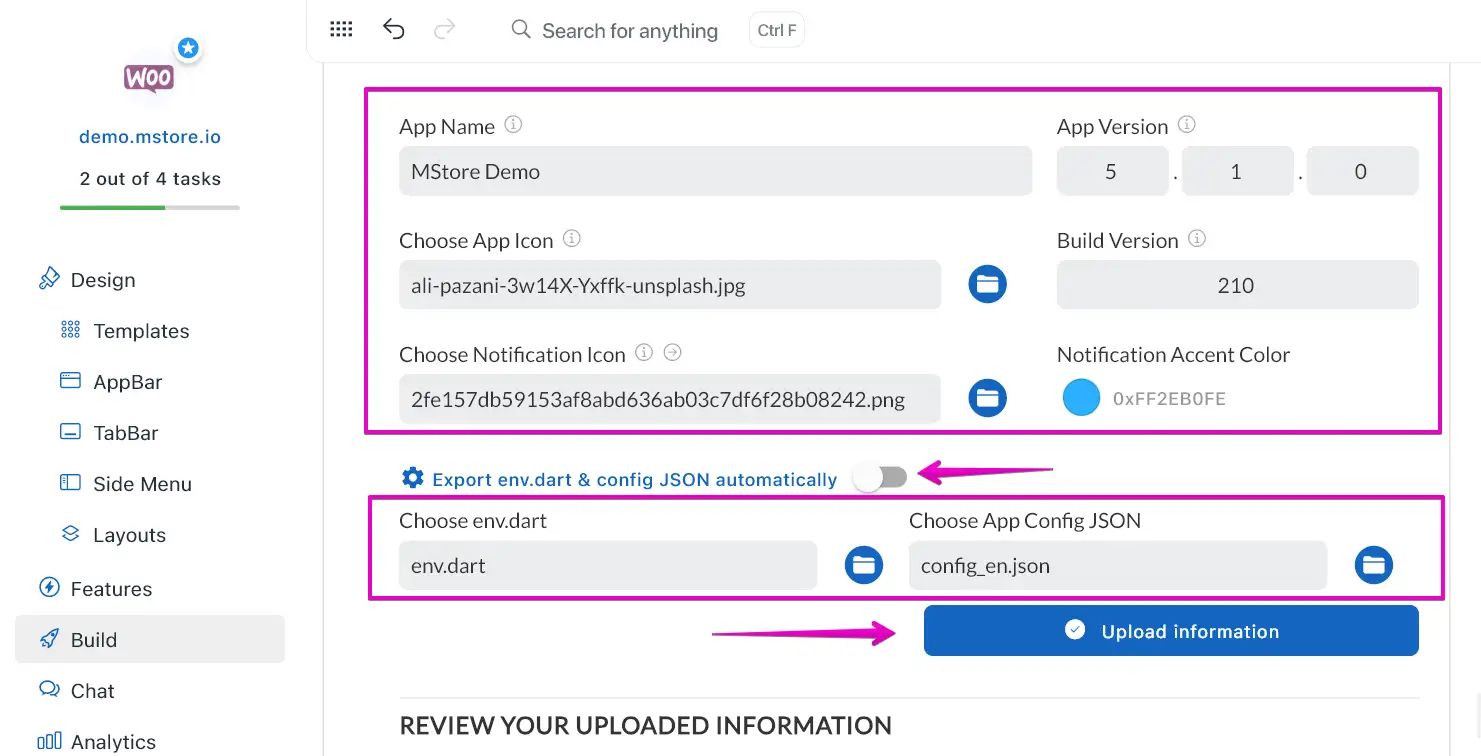 Search for anything
Ctrl F
WOO
demo.mstore.io
2 out of 4 tasks
Design
Templates
AppBar
TabBar
Side Menu
Layouts
Features
Build
Chat
Analytics
App Name
App Version
MStore Demo
5 . 1 . 0
Choose App Icon
Build Version
ali-pazani-3w14X-Yxffk-unsplash.jpg
210
Choose Notification Icon
Notification Accent Color
2fe157db59153af8abd636ab03c7df6f28b08242.png
0xFF2EB0FE
Export env.dart & config JSON automatically
Choose env.dart
Choose App Config JSON
env.dart
config_en.json
Upload information
REVIEW YOUR UPLOADED INFORMATION